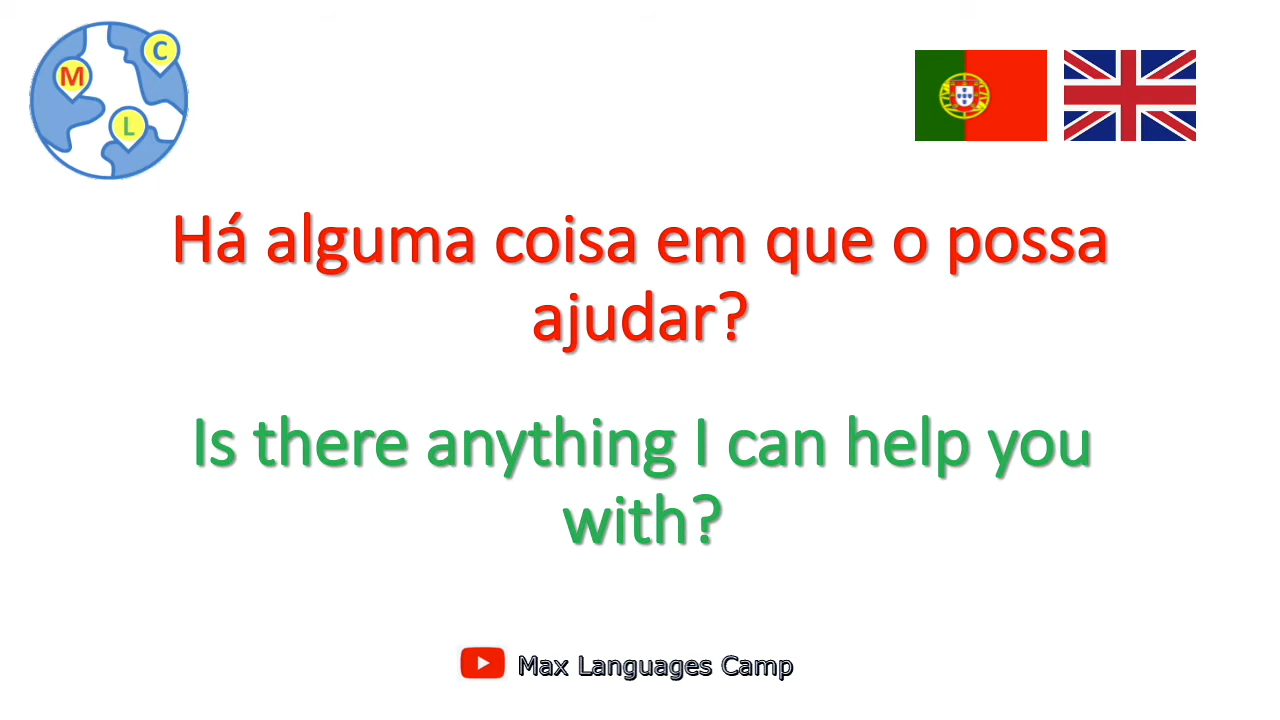 M
C
L
Há alguma coisa em que o possa
ajudar?
Is there anything I can help you
with?
Max Languages Camp